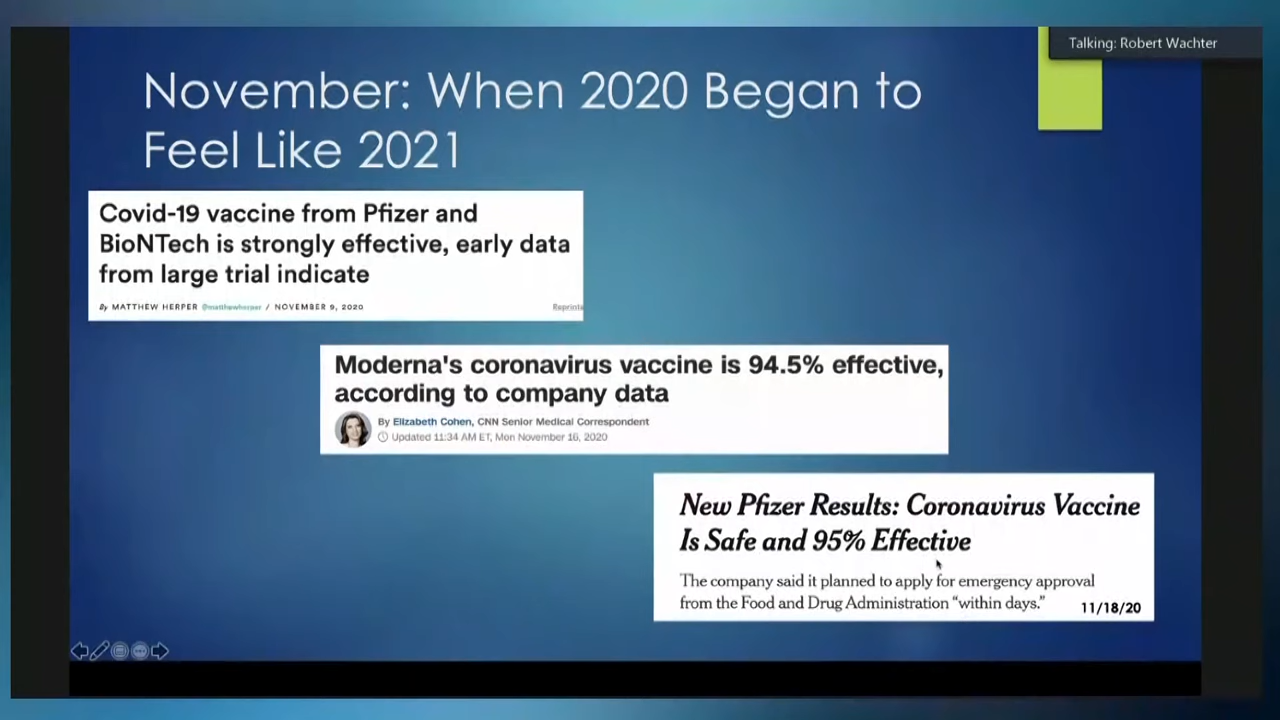 Talking: Robert Wachter
November: When 2020 Began to
Feel Like 2021
Covid-19 vaccine from Pfizer and
BioNTech is strongly effective, early data
from large trial indicate
By MATTHEW HERPER @matthewherper / NOVEMBER 9, 2020
Reprints
Moderna's coronavirus vaccine is 94.5% effective,
according to company data
By Elizabeth Cohen, CNN Senior Medical Correspondent
Updated 11:34 AM ET, Mon November 16, 2020
New Pfizer Results: Coronavirus Vaccine
Is Safe and 95% Effective
The company said it planned to apply for emergency approval
from the Food and Drug Administration “within days.”
11/18/20